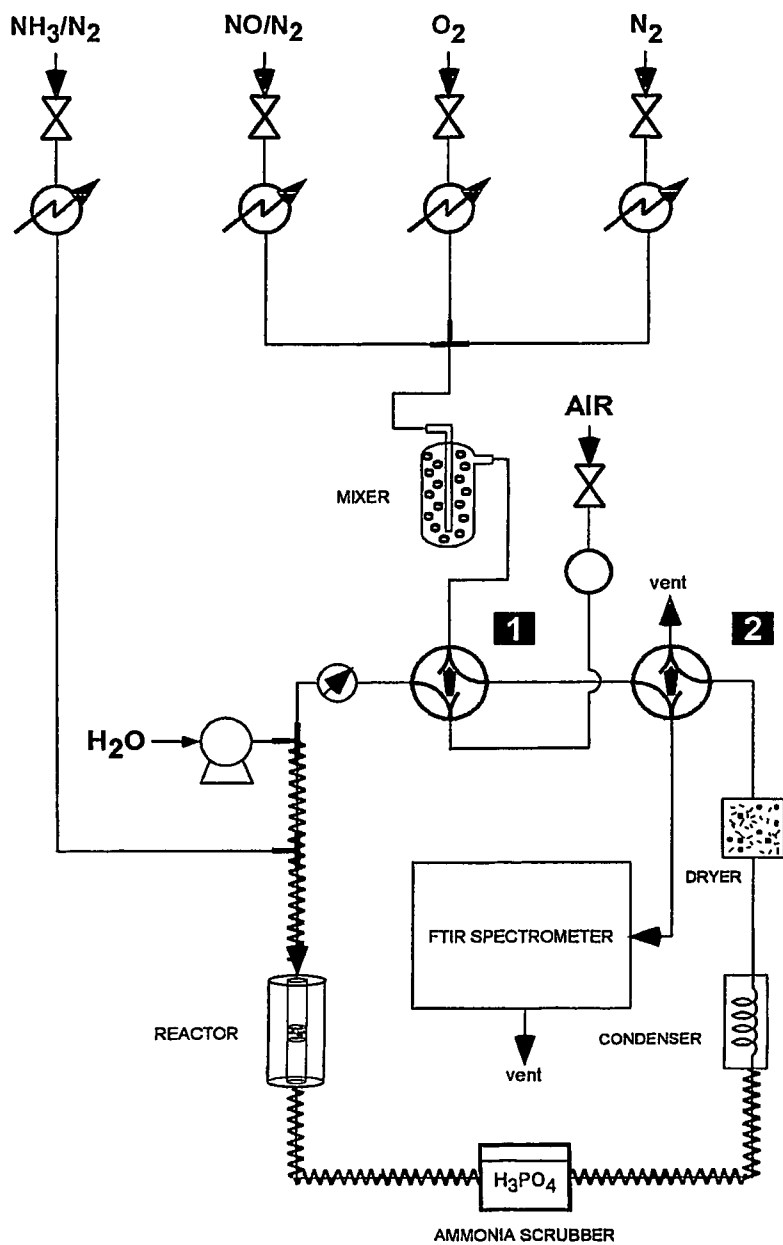 NH3/N2
NO/N2
O2
N2
AIR
MIXER
vent
1
2
H2O
DRYER
FTIR SPECTROMETER
REACTOR
CONDENSER
vent
H3PO4
AMMONIA SCRUBBER